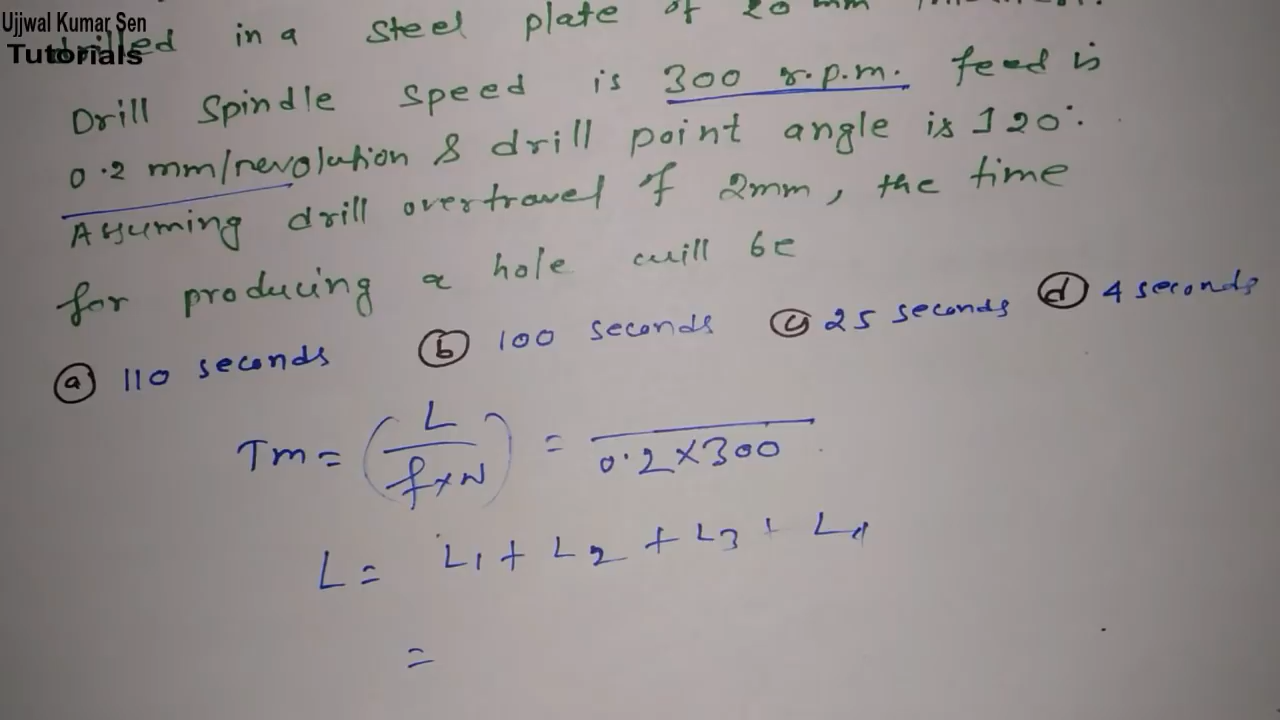 Ujjwal Kumar Sen
Tutorials
drilled in a steel plate of 20 mm
Drill Spindle speed is 300 r.p.m. feed is
0.2 mm/revolution & drill point angle is 120°.
Assuming drill overtravel of 2mm, the time
for producing a hole will be
(a) 110 seconds (b) 100 seconds (c) 25 seconds (d) 4 seconds
Tm = (L / f×N) = / 0.2×300
L = L1 + L2 + L3 + L4
=